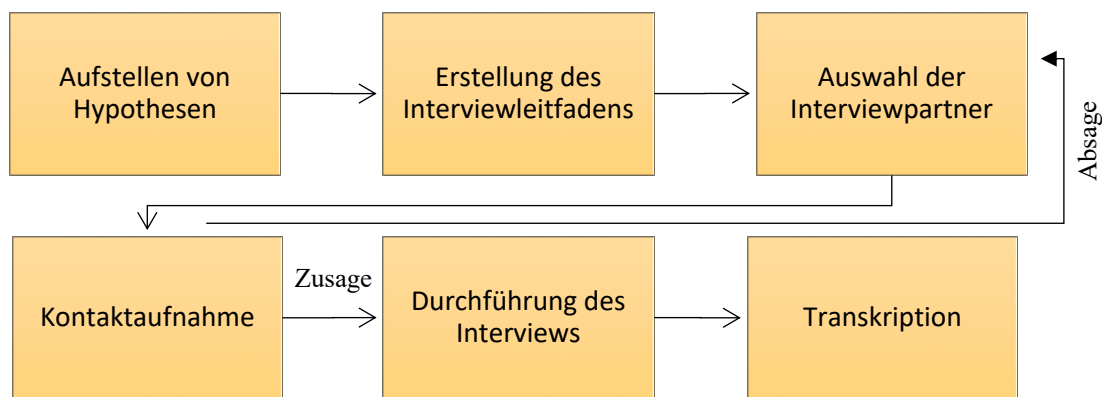 Aufstellen von
Hypothesen
Erstellung des
Interviewleitfadens
Auswahl der
Interviewpartner
Absage
Kontaktaufnahme
Zusage
Durchführung des
Interviews
Transkription